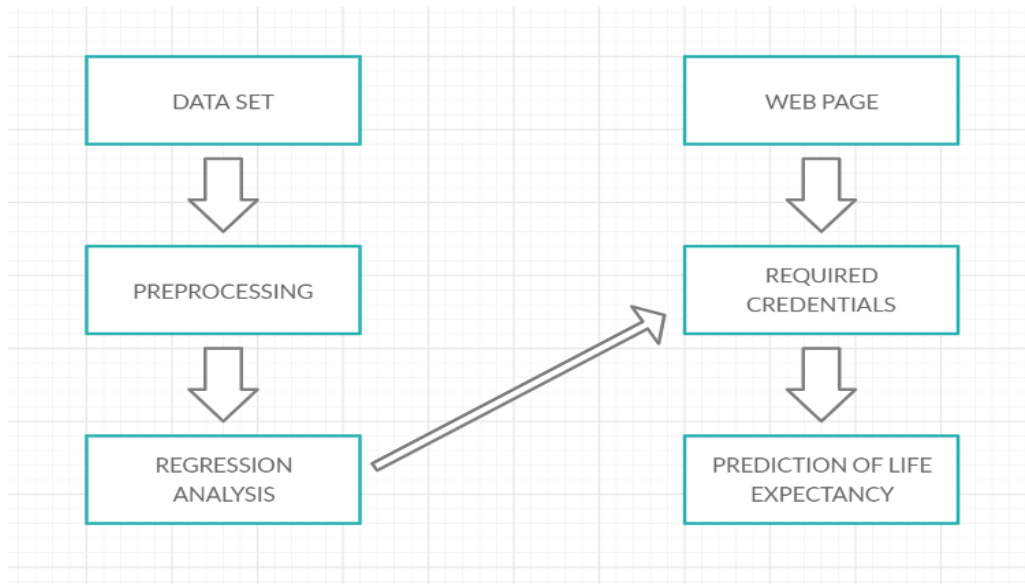 DATA SET
PREPROCESSING
REGRESSION
ANALYSIS
WEB PAGE
REQUIRED
CREDENTIALS
PREDICTION OF LIFE
EXPECTANCY